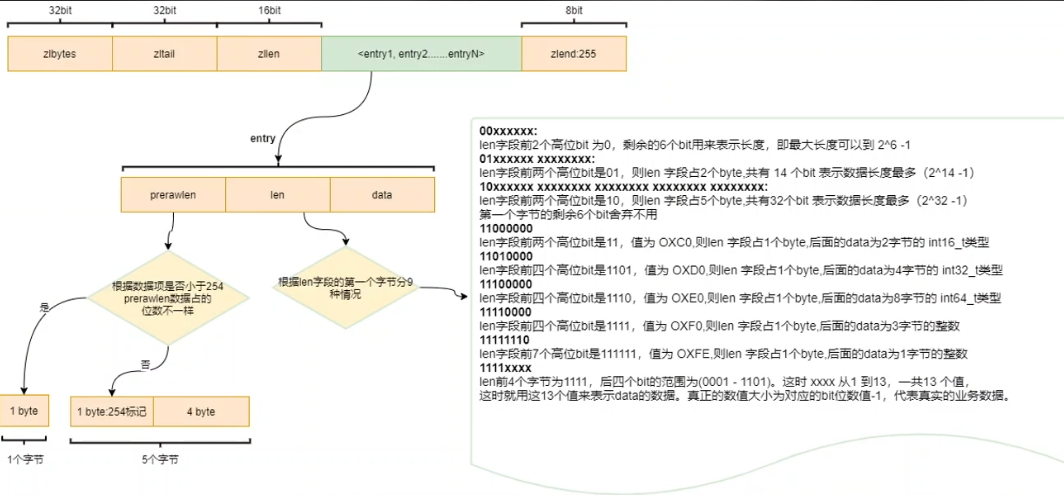 32bit 32bit 16bit 8bit
zlbytes zltail zllen <entry1, entry2.......entryN> zlend:255
entry
prerawlen len data
根据数据项是否小于254
prerawlen数据占的
位数不一样
根据len字段的第一个字节分9
种情况
是
否
1 byte
1 byte:254标记 4 byte
1个字节
5个字节
00xxxxxx:
len字段前2个高位bit 为0，剩余的6个bit用来表示长度，即最大长度可以到 2^6 -1
01xxxxxx xxxxxxxx:
len字段前两个高位bit是01，则len 字段占2个byte,共有 14 个bit 表示数据长度最多（2^14 -1）
10xxxxxx xxxxxxxx xxxxxxxx xxxxxxxx xxxxxxxx:
len字段前两个高位bit是10，则len 字段占5个byte,共有32个bit 表示数据长度最多（2^32 -1）
第一个字节的剩余6个bit舍弃不用
11000000
len字段前两个高位bit是11，值为 OXC0,则len 字段占1个byte,后面的data为2字节的 int16_t类型
11010000
len字段前四个高位bit是1101，值为 OXD0,则len 字段占1个byte,后面的data为4字节的 int32_t类型
11100000
len字段前四个高位bit是1110，值为 OXE0,则len 字段占1个byte,后面的data为8字节的 int64_t类型
11110000
len字段前四个高位bit是1111，值为 OXF0,则len 字段占1个byte,后面的data为3字节的整数
11111110
len字段前7个高位bit是111111，值为 OXFE,则len 字段占1个byte,后面的data为1字节的整数
1111xxxx
len前4个字节为1111，后四个bit的范围为(0001 - 1101)。这时 xxxx 从1 到13，一共13 个值，
这时就用这13个值来表示data的数据。真正的数值大小为对应的bit位数值-1，代表真实的业务数据。